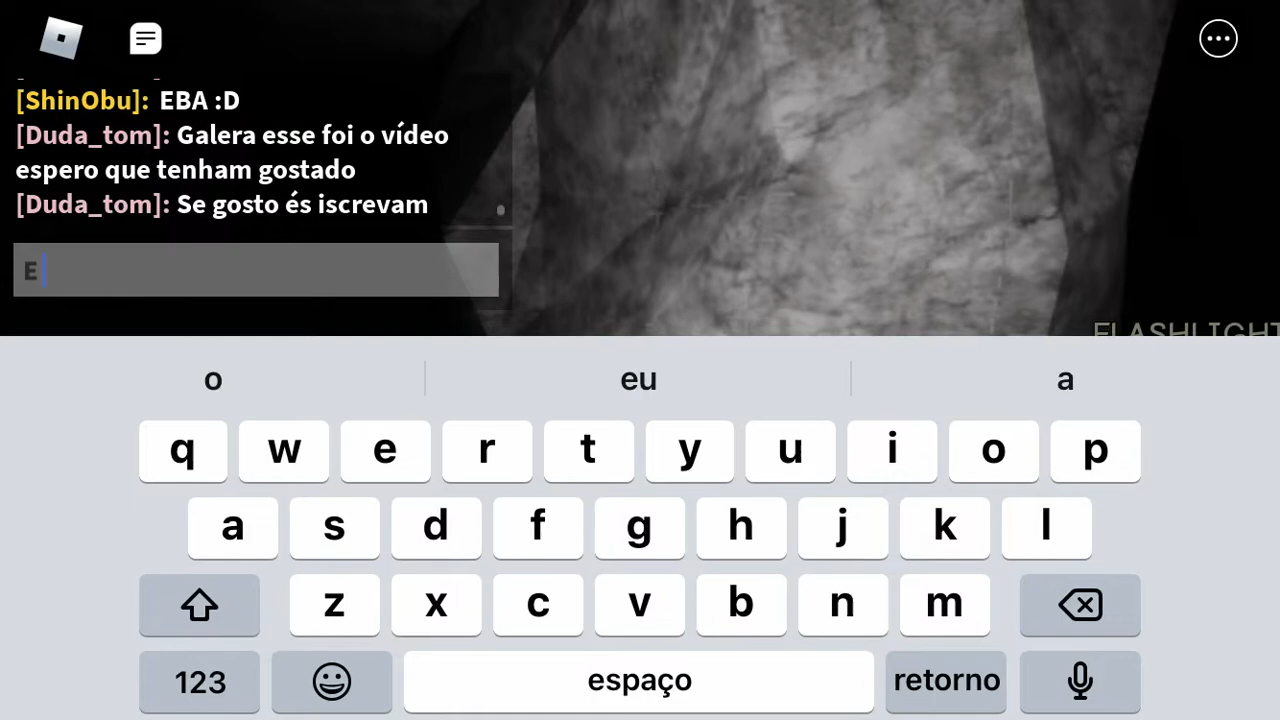 [ShinObu]: EBA :D
[Duda_tom]: Galera esse foi o vídeo
espero que tenham gostado
[Duda_tom]: Se gosto és iscrevam
E
FLASHLIGHT
o eu a
q w e r t y u i o p
a s d f g h j k l
z x c v b n m
123 espaço retorno